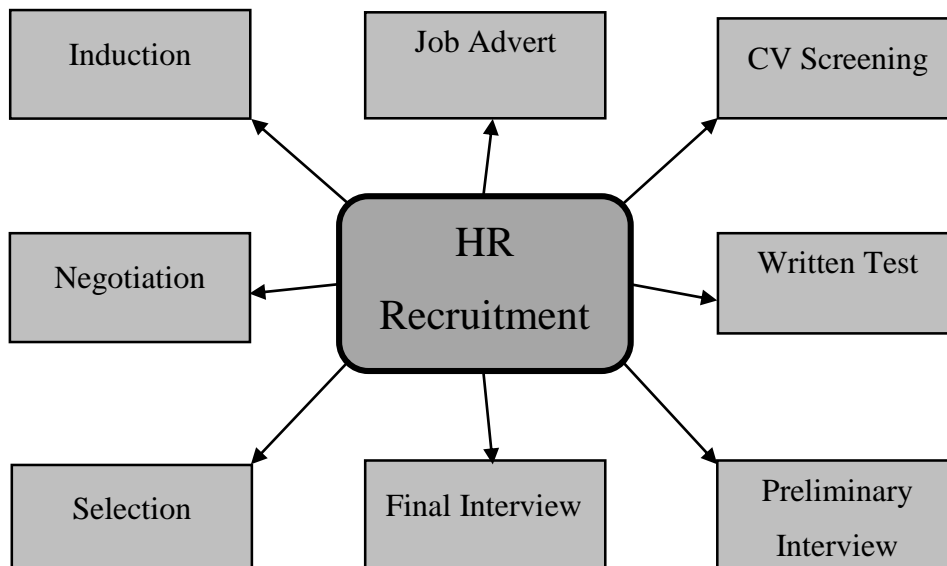 Induction
Job Advert
CV Screening
HR
Recruitment
Negotiation
Written Test
Selection
Final Interview
Preliminary
Interview